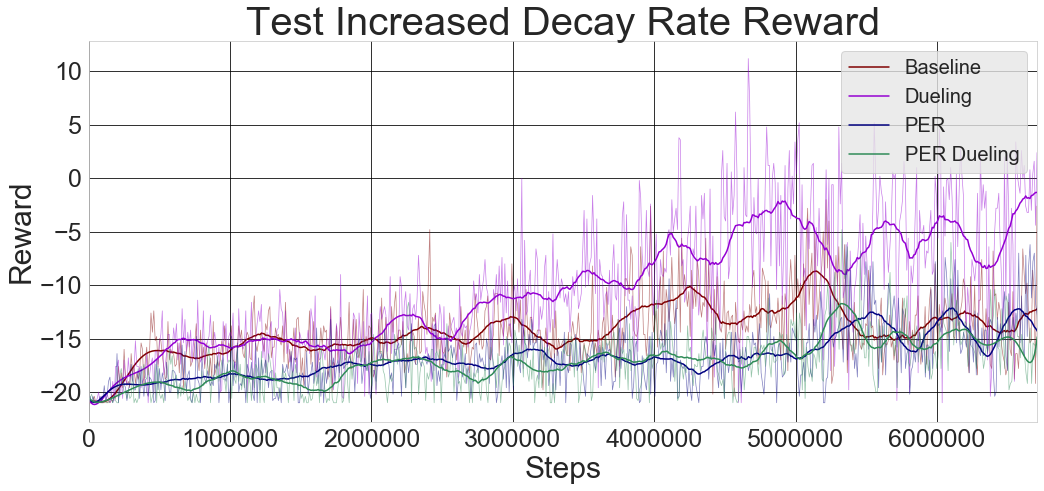 Test Increased Decay Rate Reward
Baseline
Dueling
PER
PER Dueling
Reward
10
5
0
−5
−10
−15
−20
0 1000000 2000000 3000000 4000000 5000000 6000000
Steps